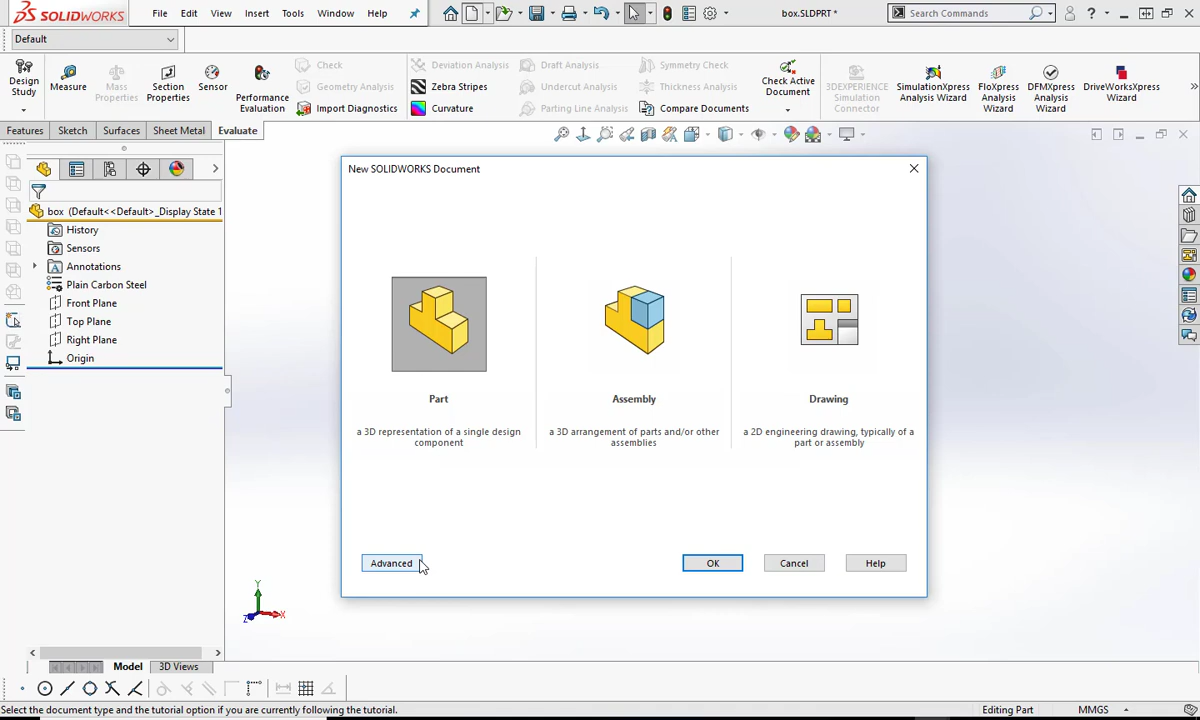 SOLIDWORKS
File
Edit
View
Insert
Tools
Window
Help
box.SLDPRT *
Search Commands
Default
Design
Study
Measure
Mass
Properties
Section
Properties
Sensor
Performance
Evaluation
Check
Geometry Analysis
Import Diagnostics
Deviation Analysis
Zebra Stripes
Curvature
Draft Analysis
Undercut Analysis
Parting Line Analysis
Symmetry Check
Thickness Analysis
Compare Documents
Check Active
Document
3DEXPERIENCE
Simulation
Connector
SimulationXpress
Analysis Wizard
FloXpress
Analysis
Wizard
DFMXpress
Analysis
Wizard
DriveWorksXpress
Wizard
Features
Sketch
Surfaces
Sheet Metal
Evaluate
box (Default<<Default>_Display State 1
History
Sensors
Annotations
Plain Carbon Steel
Front Plane
Top Plane
Right Plane
Origin
New SOLIDWORKS Document
Part
a 3D representation of a single design
component
Assembly
a 3D arrangement of parts and/or other
assemblies
Drawing
a 2D engineering drawing, typically of a
part or assembly
Advanced
OK
Cancel
Help
Y
Z
X
Model
3D Views
Select the document type and the tutorial option if you are currently following the tutorial.
Editing Part
MMGS